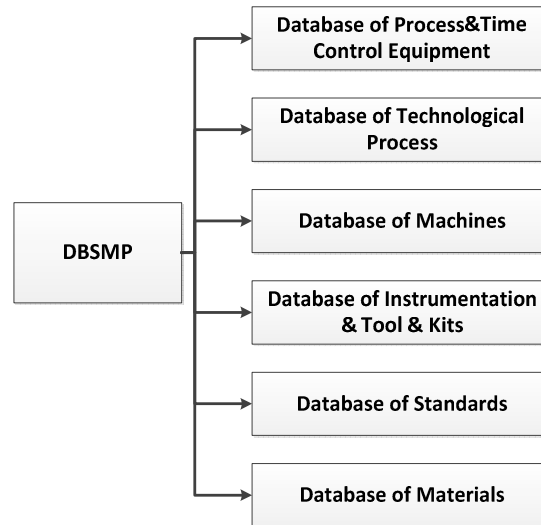 Database of Process&Time
Control Equipment
Database of Technological
Process
Database of Machines
DBSMP
Database of Instrumentation
& Tool & Kits
Database of Standards
Database of Materials